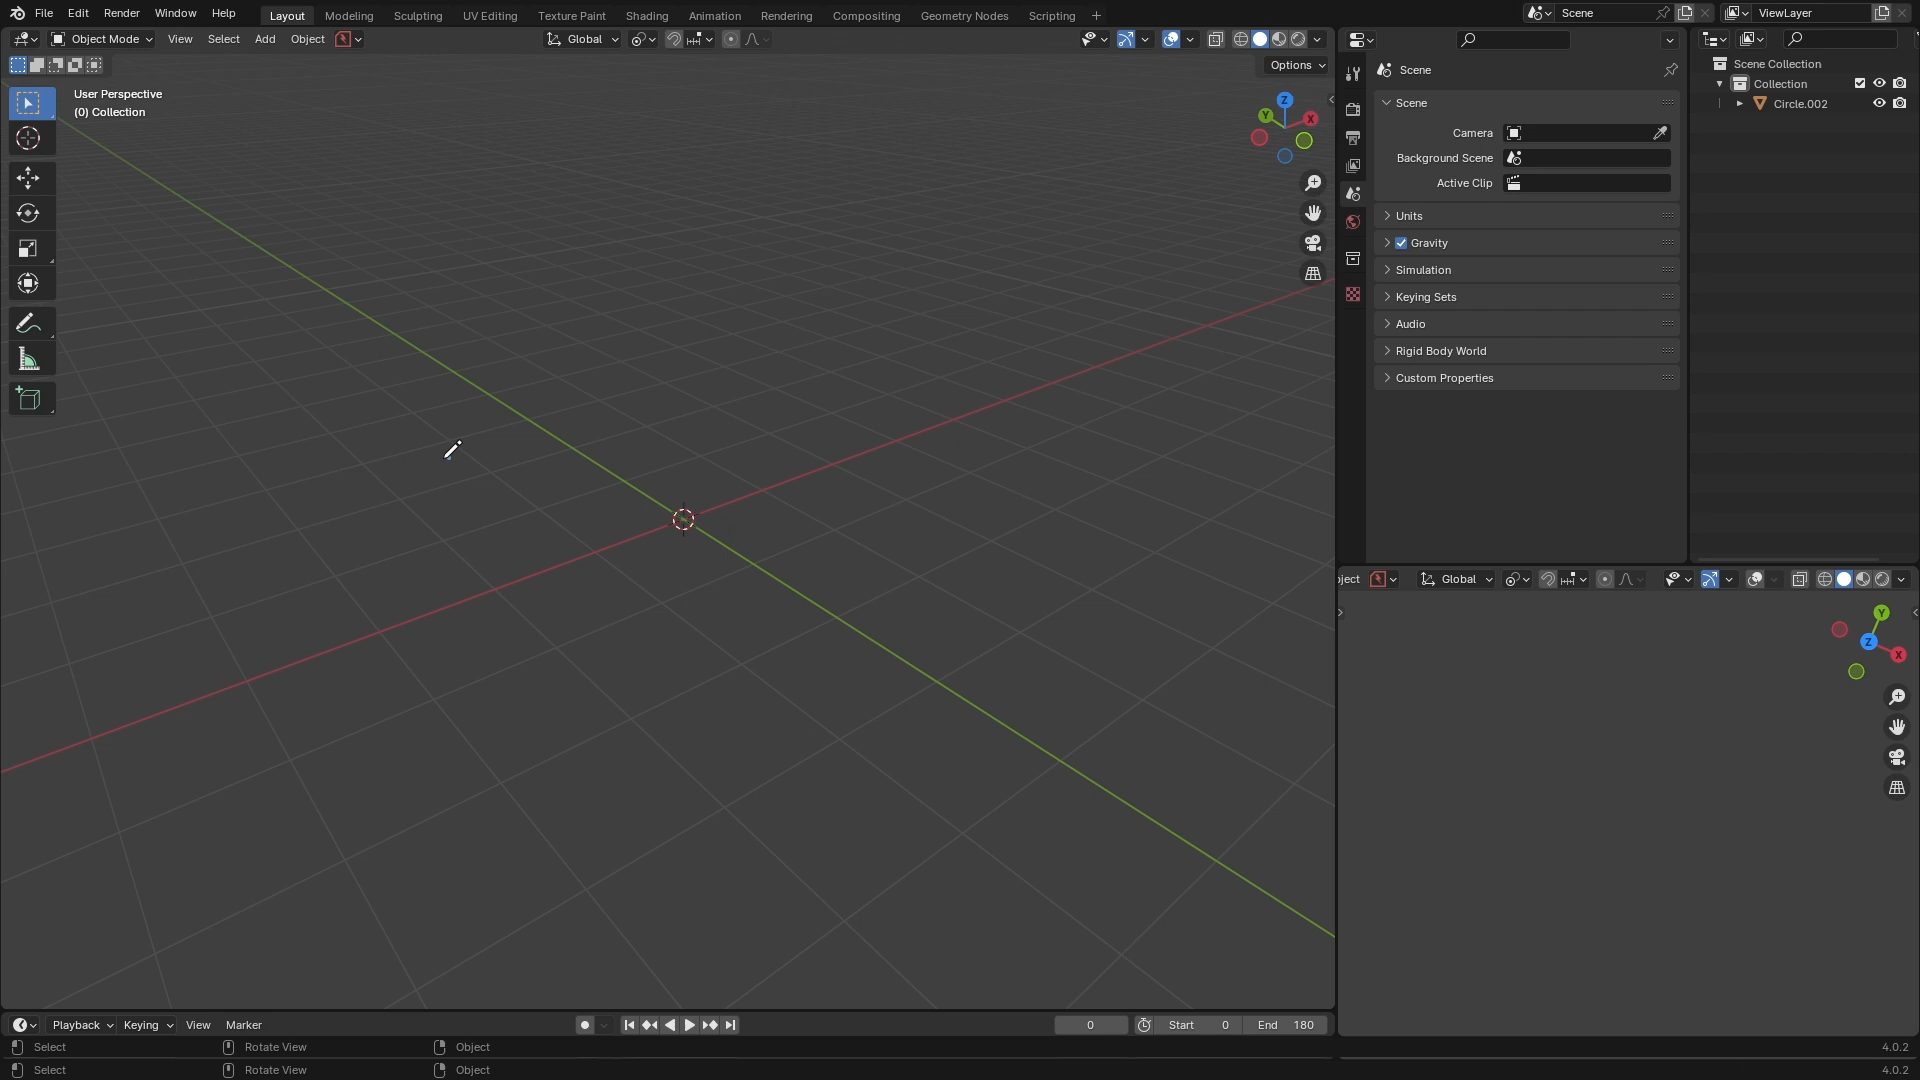 File Edit Render Window Help Layout Modeling Sculpting UV Editing Texture Paint Shading Animation Rendering Compositing Geometry Nodes Scripting + Scene ViewLayer
Object Mode View Select Add Object Global
Options
User Perspective
(0) Collection
Z
Y
X
Scene
Scene
Camera
Background Scene
Active Clip
Units
Gravity
Simulation
Keying Sets
Audio
Rigid Body World
Custom Properties
Scene Collection
Collection
Circle.002
ject Global
Y
Z
X
Playback Keying View Marker 0 Start 0 End 180
Select Rotate View Object 4.0.2
Select Rotate View Object 4.0.2